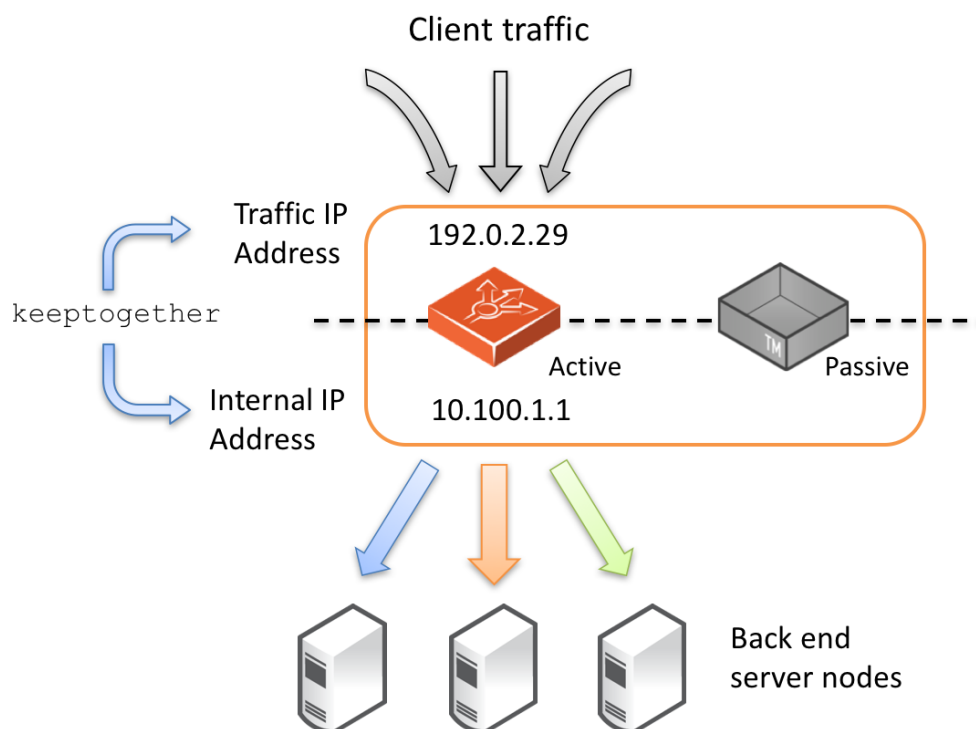 Client traffic
Traffic IP
Address
192.0.2.29
keeptogether
TM
Active
Passive
Internal IP
Address
10.100.1.1
Back end
server nodes